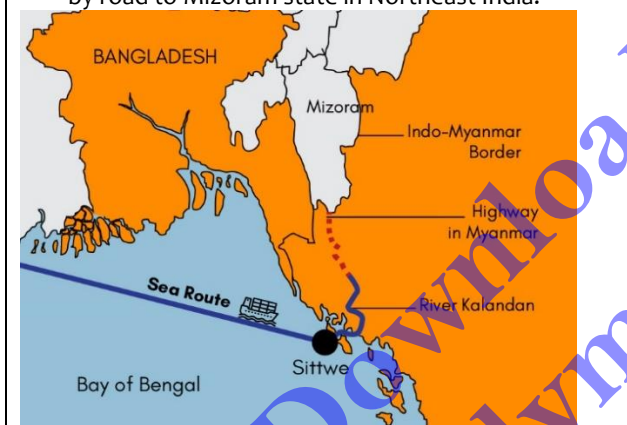 by road to Mizoram state in Northeast India.
BANGLADESH
Mizoram
Indo-Myanmar
Border
Highway
in Myanmar
Sea Route
River Kalandan
Sittwe
Bay of Bengal